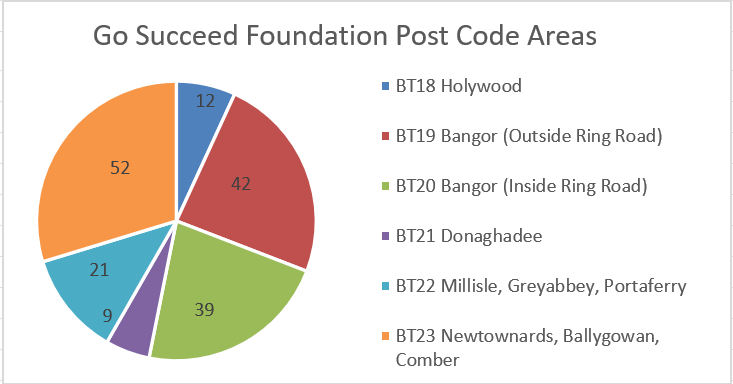 Go Succeed Foundation Post Code Areas
12
42
39
9
21
52
BT18 Holywood
BT19 Bangor (Outside Ring Road)
BT20 Bangor (Inside Ring Road)
BT21 Donaghadee
BT22 Millisle, Greyabbey, Portaferry
BT23 Newtownards, Ballygowan,
Comber